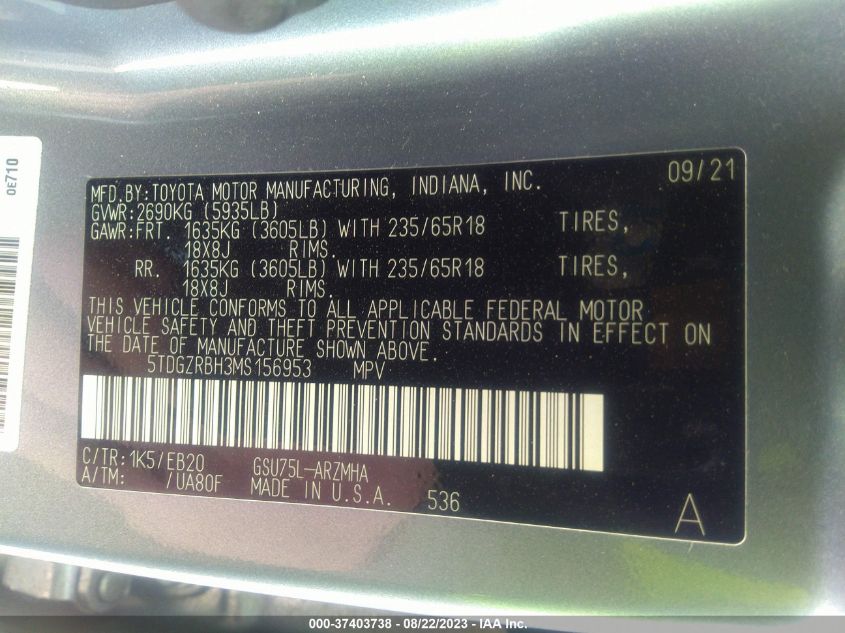 0E710
09/21
MFD.BY:TOYOTA MOTOR MANUFACTURING, INDIANA, INC.
GVWR:2690KG (5935LB)
GAWR:FRT. 1635KG (3605LB) WITH 235/65R18 TIRES,
18X8J RIMS.
RR. 1635KG (3605LB) WITH 235/65R18 TIRES,
18X8J RIMS.
THIS VEHICLE CONFORMS TO ALL APPLICABLE FEDERAL MOTOR
VEHICLE SAFETY AND THEFT PREVENTION STANDARDS IN EFFECT ON
THE DATE OF MANUFACTURE SHOWN ABOVE.
5TDGZRBH3MS156953 MPV
C/TR:1K5/EB20 GSU75L-ARZMHA
A/TM: /UA80F MADE IN U.S.A. 536
A
000-37403738 - 08/22/2023 - IAA Inc.